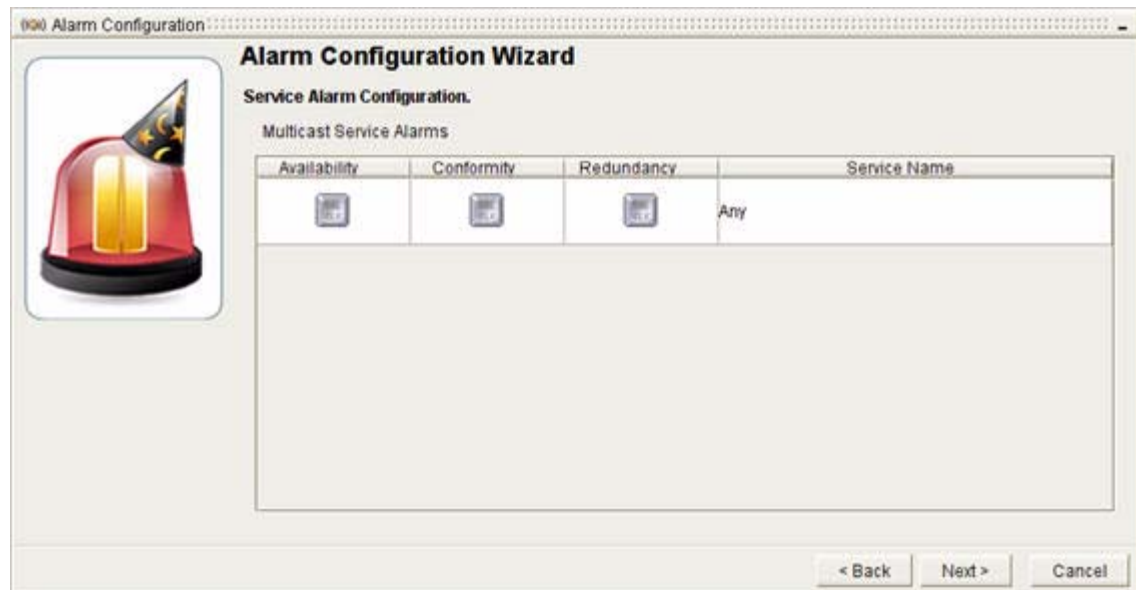 Alarm Configuration
Alarm Configuration Wizard
Service Alarm Configuration.
Multicast Service Alarms
Availability Conformity Redundancy Service Name
Any
< Back Next > Cancel